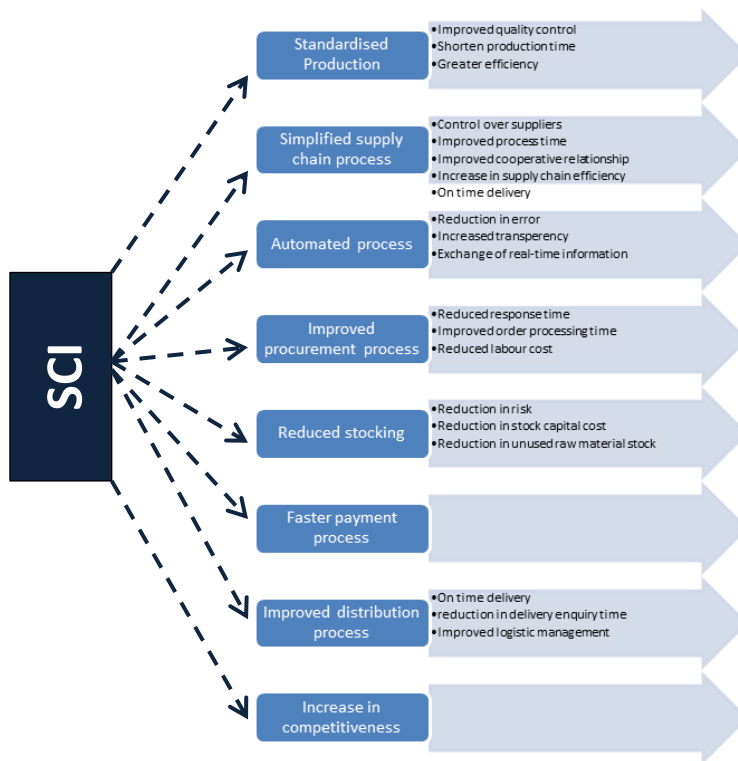 SCI
Standardised
Production
•Improved quality control
•Shorten production time
•Greater efficiency
Simplified supply
chain process
•Control over suppliers
•Improved process time
•Improved cooperative relationship
•Increase in supply chain efficiency
•On time delivery
Automated process
•Reduction in error
•Increased transperency
•Exchange of real-time information
Improved
procurement process
•Reduced response time
•Improved order processing time
•Reduced labour cost
Reduced stocking
•Reduction in risk
•Reduction in stock capital cost
•Reduction in unused raw material stock
Faster payment
process
Improved distribution
process
•On time delivery
•reduction in delivery enquiry time
•Improved logistic management
Increase in
competitiveness